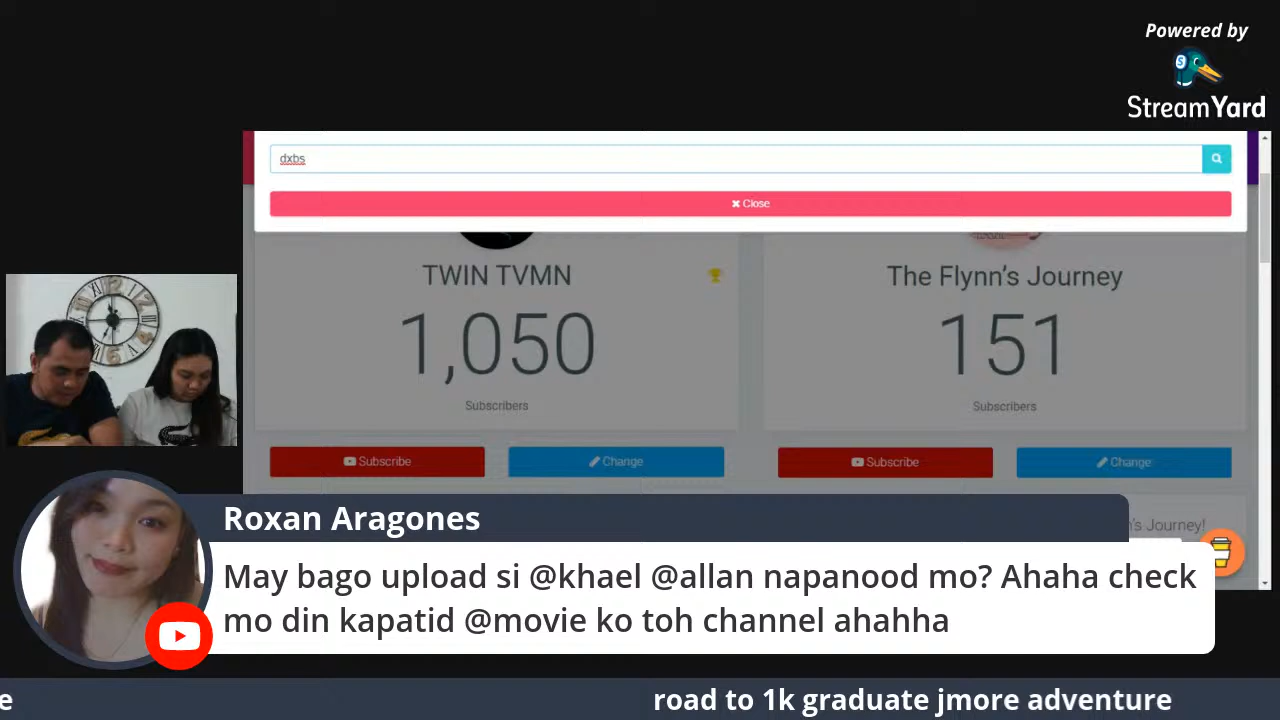 Powered by
StreamYard
dxbs
✖ Close
TWIN TVMN
1,050
Subscribers
Subscribe
Change
The Flynn's Journey
151
Subscribers
Subscribe
Change
n's Journey!
Roxan Aragones
May bago upload si @khael @allan napanood mo? Ahaha check
mo din kapatid @movie ko toh channel ahahha
e
road to 1k graduate jmore adventure